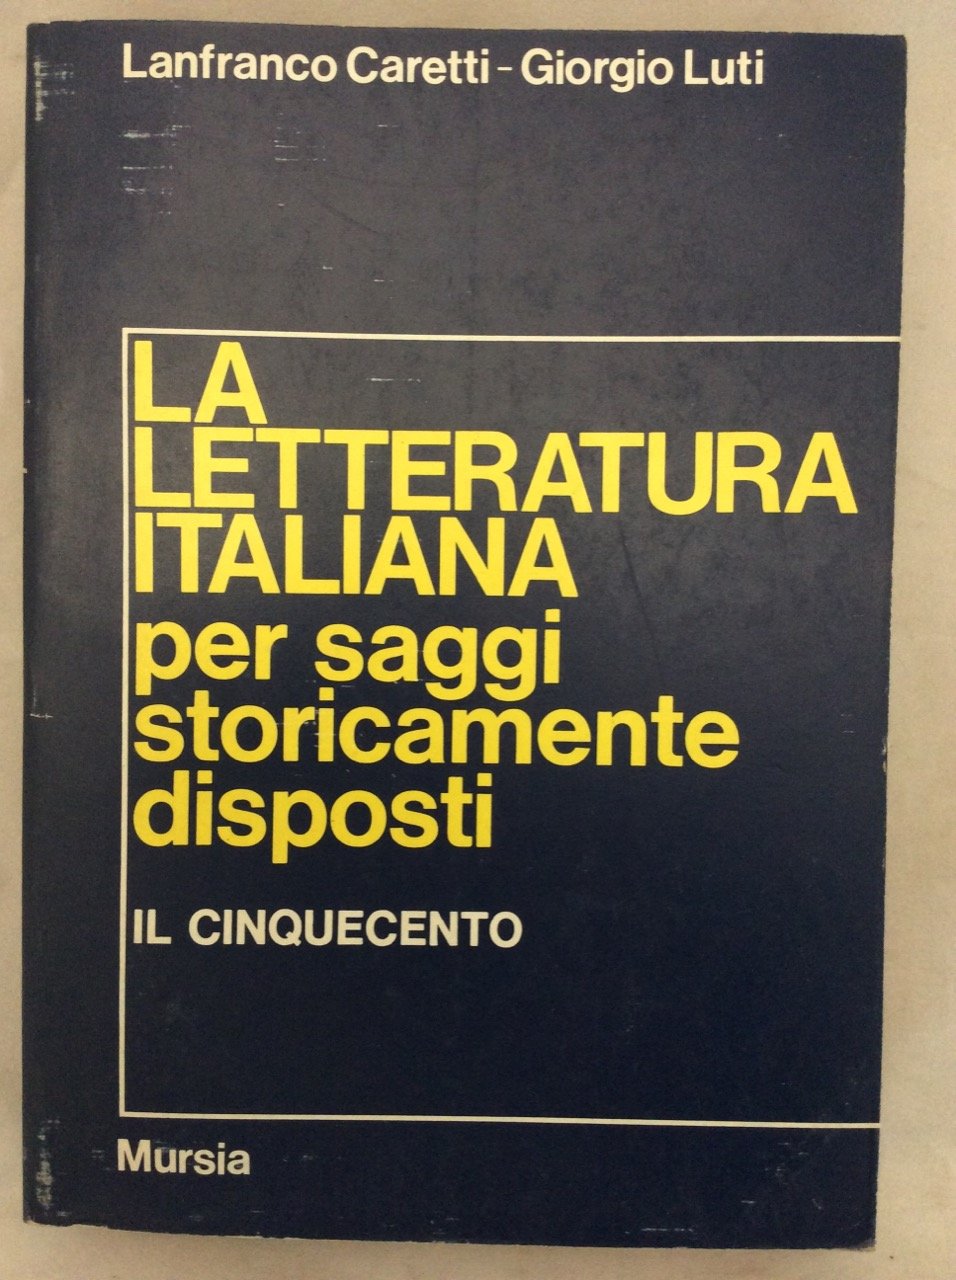 Lanfranco Caretti - Giorgio Luti
LA
LETTERATURA
ITALIANA
per saggi
storicamente
disposti
IL CINQUECENTO
Mursia